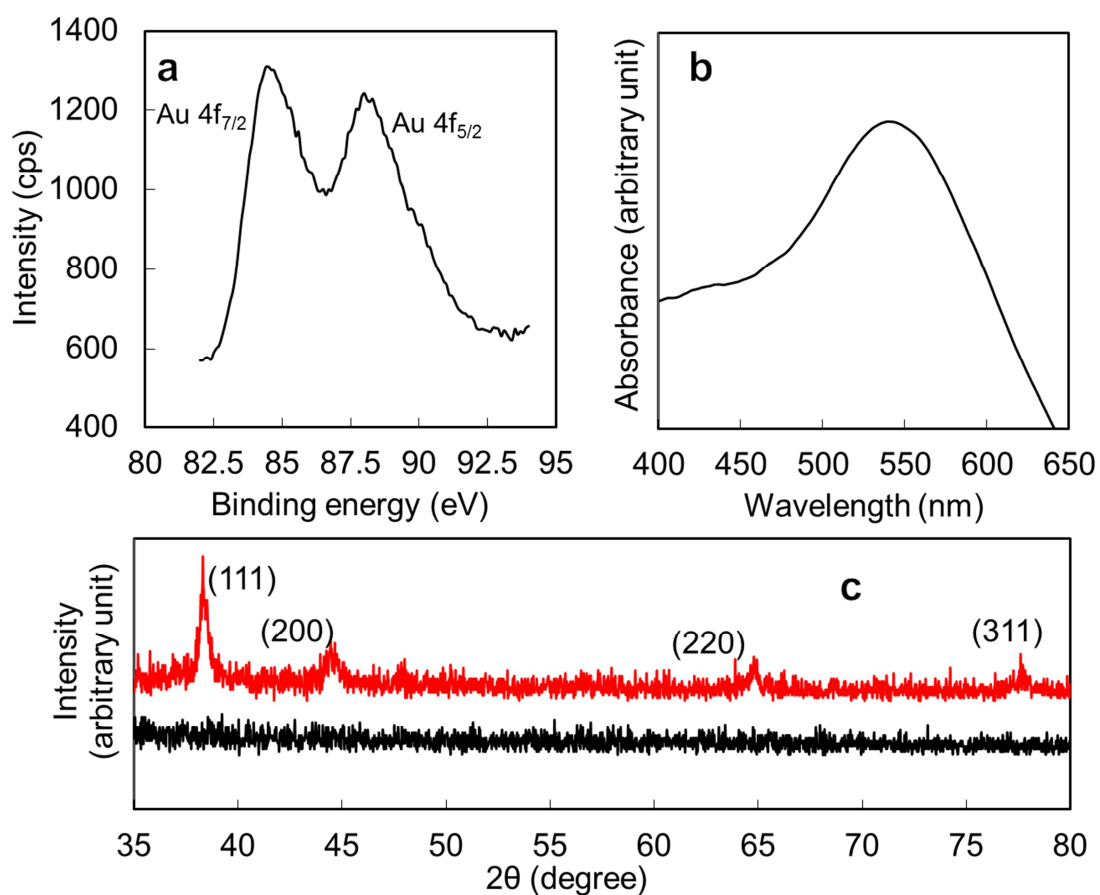 a
Au 4f7/2
Au 4f5/2
1400
1200
1000
800
600
400
Intensity (cps)
80 82.5 85 87.5 90 92.5 95
Binding energy (eV)
b
Absorbance (arbitrary unit)
400 450 500 550 600 650
Wavelength (nm)
c
(111)
(200)
(220)
(311)
Intensity
(arbitrary unit)
35 40 45 50 55 60 65 70 75 80
2θ (degree)